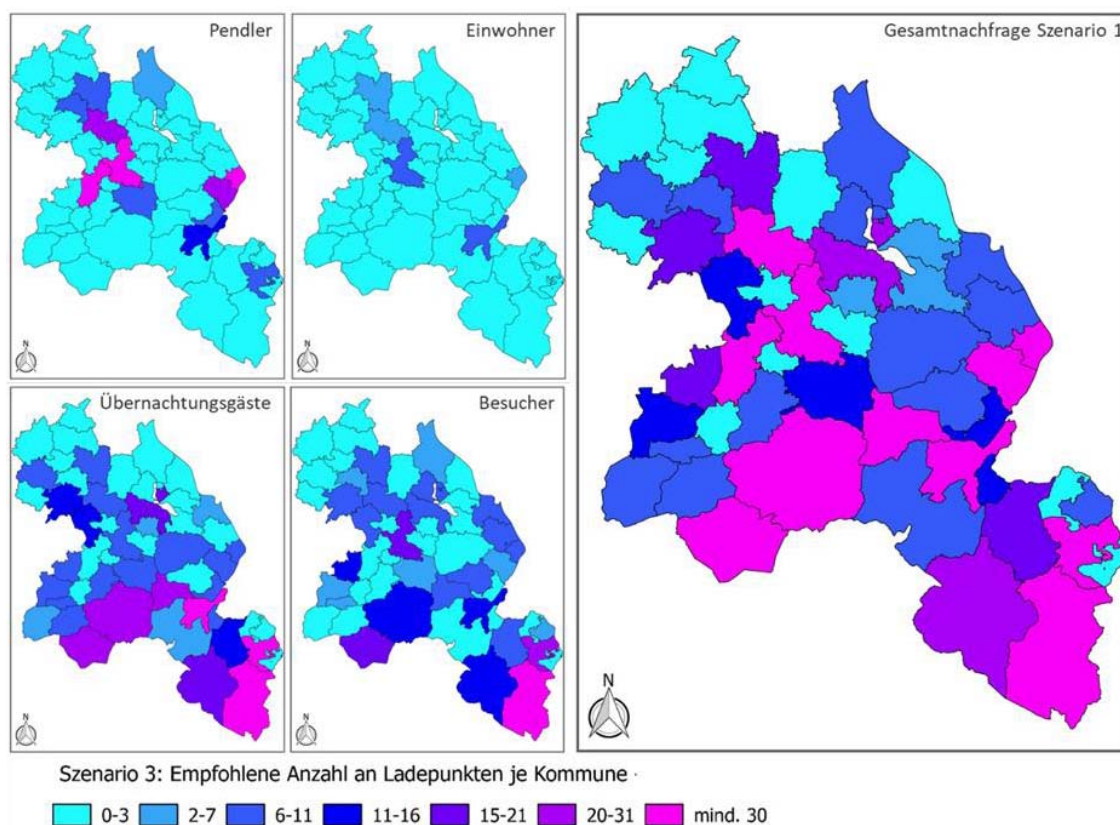 Pendler
Einwohner
Gesamtnachfrage Szenario 1
N
N
Übernachtungsgäste
Besucher
N
N
N
Szenario 3: Empfohlene Anzahl an Ladepunkten je Kommune
0-3 2-7 6-11 11-16 15-21 20-31 mind. 30